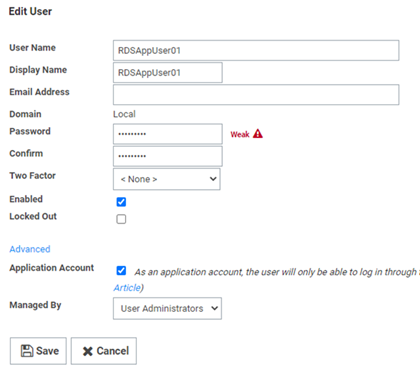 Edit User
User Name RDSAppUser01
Display Name RDSAppUser01
Email Address
Domain Local
Password ••••••••• Weak
Confirm •••••••••
Two Factor < None >
Enabled
Locked Out
Advanced
Application Account As an application account, the user will only be able to log in through
Article)
Managed By User Administrators
Save Cancel